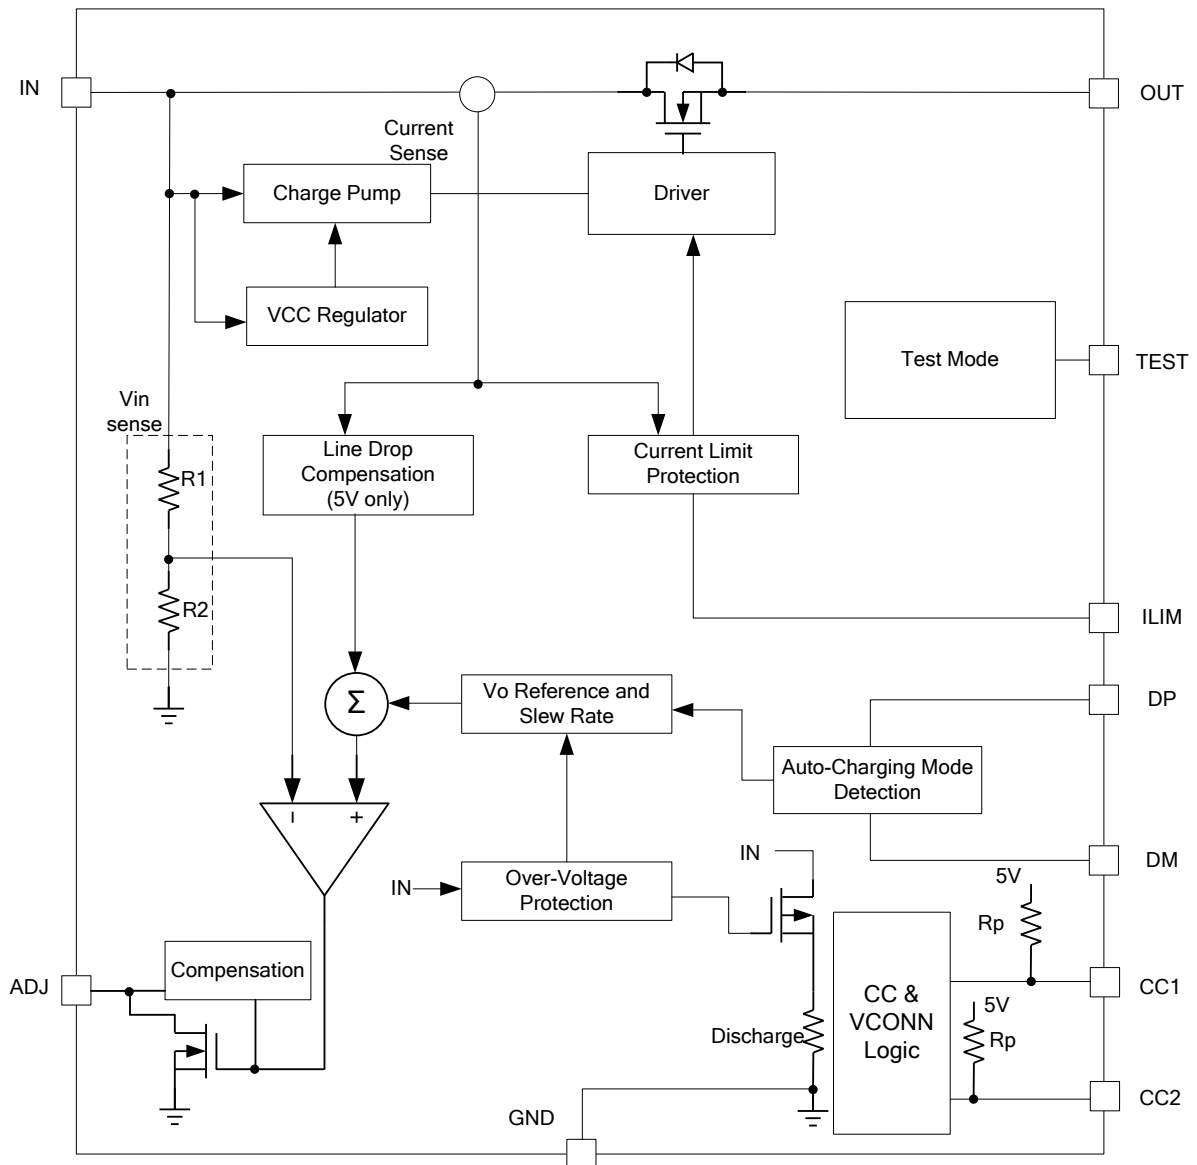 IN
OUT
Current
Sense
Charge Pump
Driver
VCC Regulator
Test Mode
TEST
Vin
sense
R1
R2
Line Drop
Compensation
(5V only)
Current Limit
Protection
ILIM
Σ
Vo Reference and
Slew Rate
DP
Auto-Charging Mode
Detection
DM
− +
IN
Over-Voltage
Protection
IN
5V
Rp
ADJ
Compensation
CC &
VCONN
Logic
CC1
5V
Rp
Discharge
CC2
GND